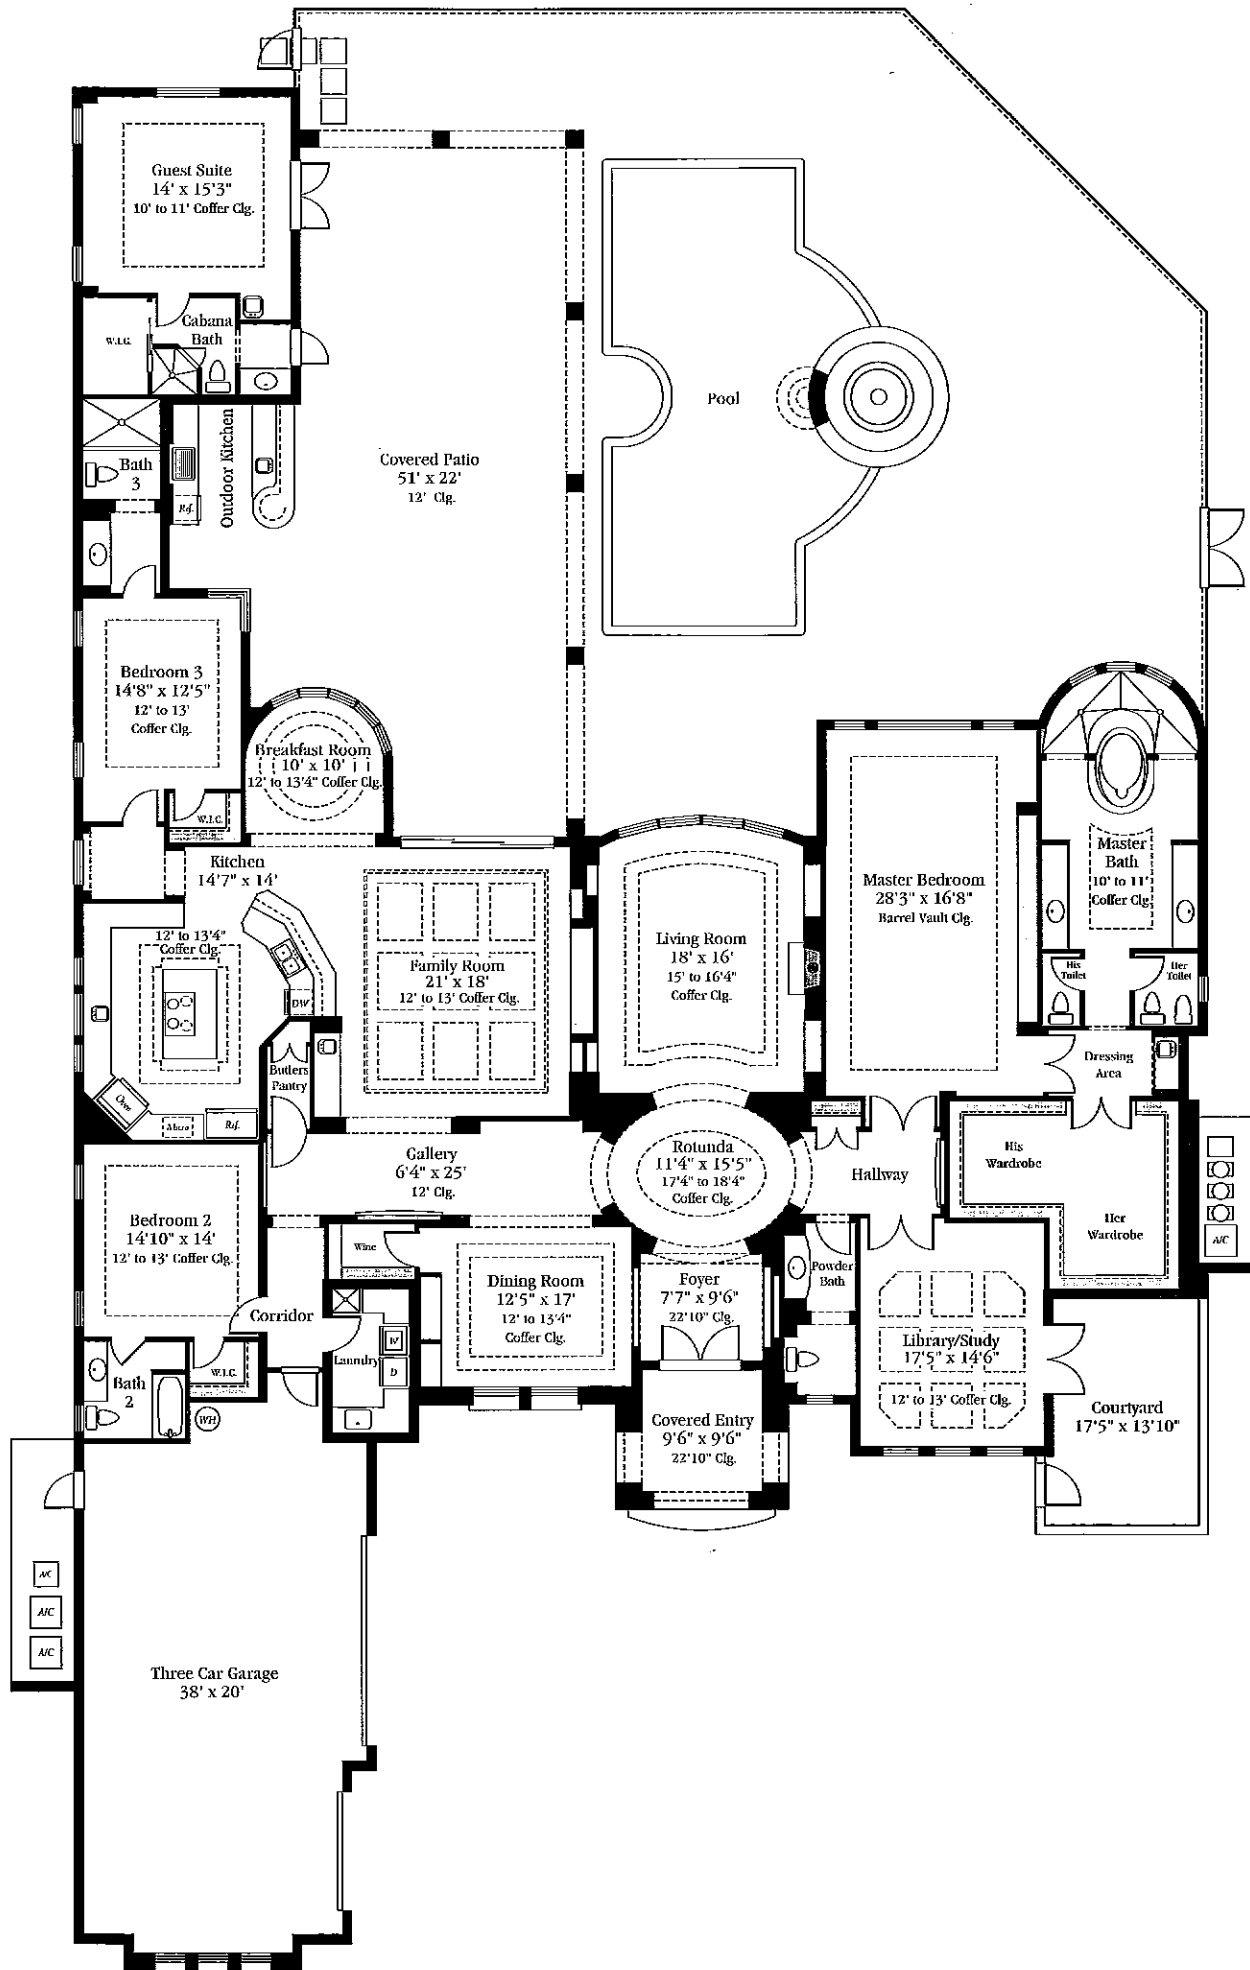 Guest Suite
14' x 15'3"
10' to 11' Coffer Clg.
W.I.C.
Cabana
Bath
Bath
3
Outdoor Kitchen
Ref.
Covered Patio
51' x 22'
12' Clg.
Pool
Bedroom 3
14'8" x 12'5"
12' to 13'
Coffer Clg.
W.I.C.
Breakfast Room
10' x 10'
12' to 13'4" Coffer Clg.
Kitchen
14'7" x 14'
12' to 13'4"
Coffer Clg.
DW
Oven
Micro
Ref.
Butlers
Pantry
Family Room
21' x 18'
12' to 13' Coffer Clg.
Living Room
18' x 16'
15' to 16'4"
Coffer Clg.
Master Bedroom
28'3" x 16'8"
Barrel Vault Clg.
Master
Bath
10' to 11'
Coffer Clg.
His
Toilet
Her
Toilet
Dressing
Area
His
Wardrobe
Her
Wardrobe
A/C
Gallery
6'4" x 25'
12' Clg.
Rotunda
11'4" x 15'5"
17'4" to 18'4"
Coffer Clg.
Hallway
Bedroom 2
14'10" x 14'
12' to 13' Coffer Clg.
Wine
Dining Room
12'5" x 17'
12' to 13'4"
Coffer Clg.
Foyer
7'7" x 9'6"
22'10" Clg.
Powder
Bath
Corridor
Laundry
W
D
Library/Study
17'5" x 14'6"
12' to 13' Coffer Clg.
W.I.C.
Bath
2
WH
Covered Entry
9'6" x 9'6"
22'10" Clg.
Courtyard
17'5" x 13'10"
A/C
A/C
A/C
Three Car Garage
38' x 20'